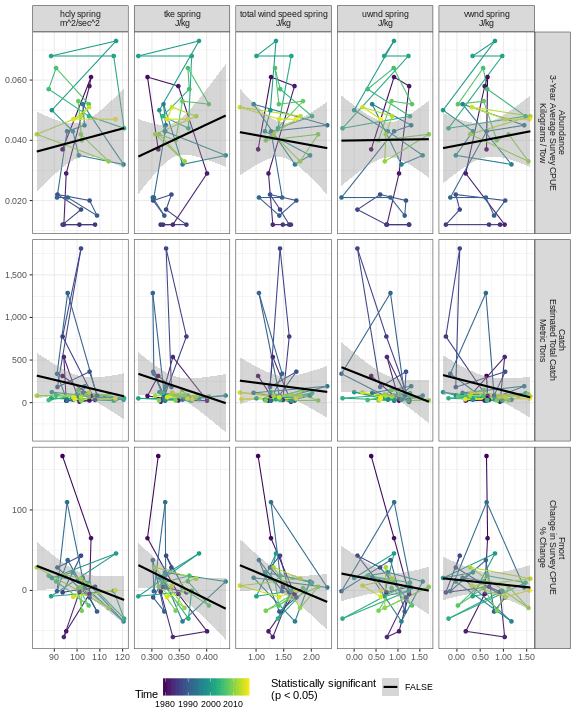 hcly spring
m^2/sec^2
tke spring
J/kg
total wind speed spring
J/kg
uwnd spring
J/kg
vwnd spring
J/kg
0.060
0.040
0.020
Abundance
3-Year Average Survey CPUE
Kilograms / Tow
1,500
1,000
500
0
Catch
Estimated Total Catch
Metric Tons
100
0
Fmort
Change in Survey CPUE
% Change
90 100 110 120
0.300 0.350 0.400
1.00 1.50 2.00
0.00 0.50 1.00 1.50
0.00 0.50 1.00 1.50
Time
1980 1990 2000 2010
Statistically significant
(p < 0.05)
FALSE